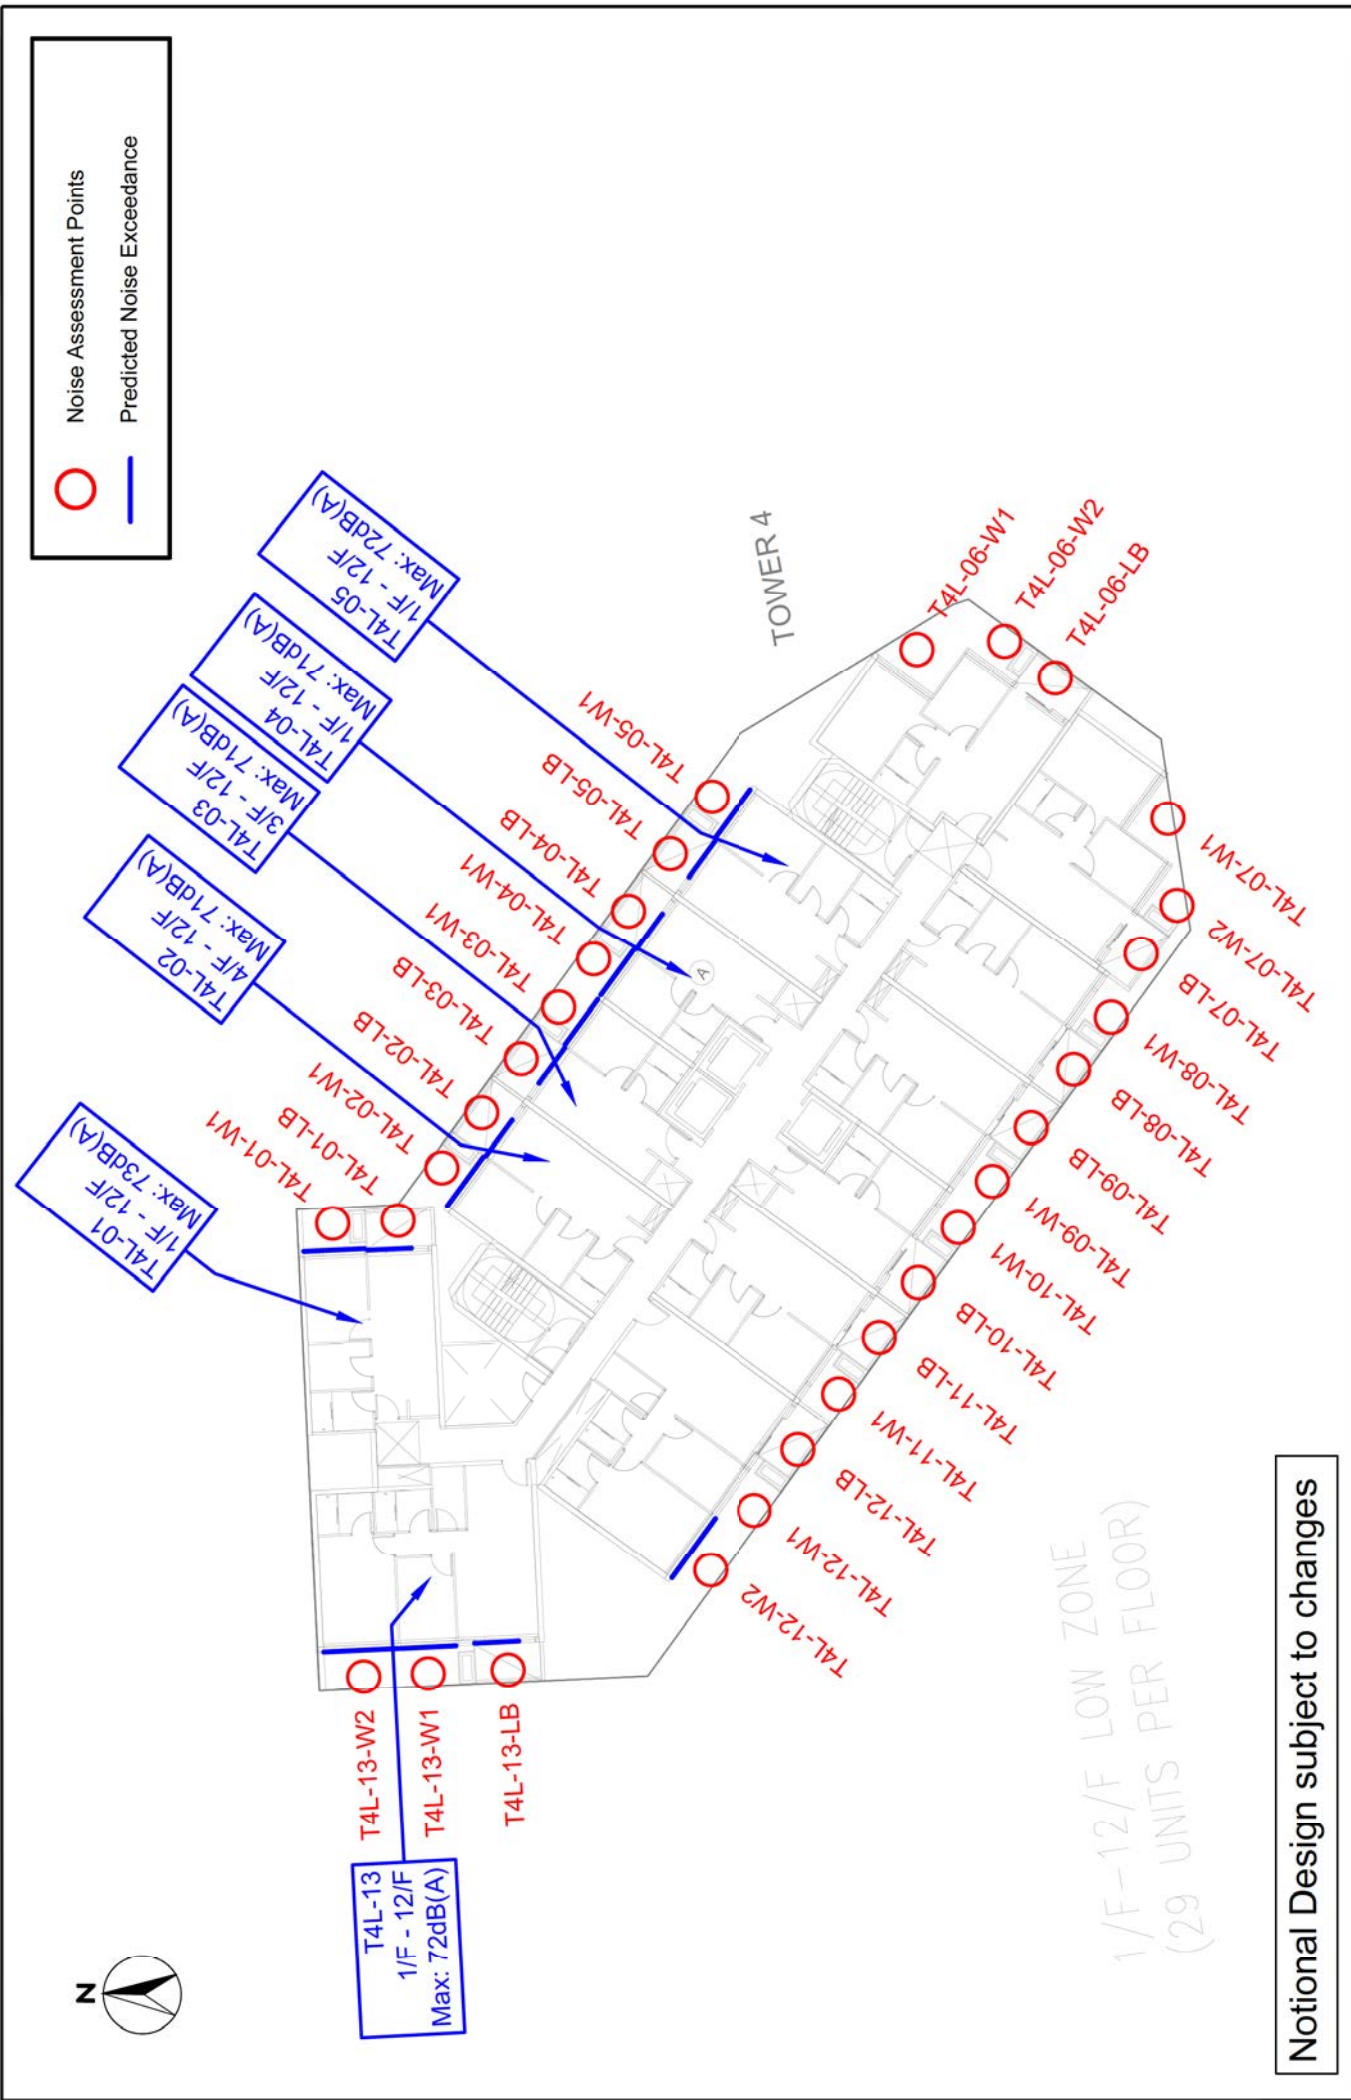 Noise Assessment Points
Predicted Noise Exceedance
N
T4L-01
1/F - 12/F
Max: 73dB(A)
T4L-02
4/F - 12/F
Max: 71dB(A)
T4L-03
3/F - 12/F
Max: 71dB(A)
T4L-04
1/F - 12/F
Max: 71dB(A)
T4L-05
1/F - 12/F
Max: 72dB(A)
T4L-13
1/F - 12/F
Max: 72dB(A)
T4L-01-W1
T4L-01-LB
T4L-02-W1
T4L-02-LB
T4L-03-LB
T4L-03-W1
T4L-04-W1
T4L-04-LB
T4L-05-LB
T4L-05-W1
TOWER 4
A
T4L-06-W1
T4L-06-W2
T4L-06-LB
T4L-07-W1
T4L-07-W2
T4L-07-LB
T4L-08-W1
T4L-08-LB
T4L-09-LB
T4L-09-W1
T4L-10-W1
T4L-10-LB
T4L-11-LB
T4L-11-W1
T4L-12-LB
T4L-12-W1
T4L-12-W2
T4L-13-W2
T4L-13-W1
T4L-13-LB
1/F-12/F LOW ZONE
(29 UNITS PER FLOOR)
Notional Design subject to changes